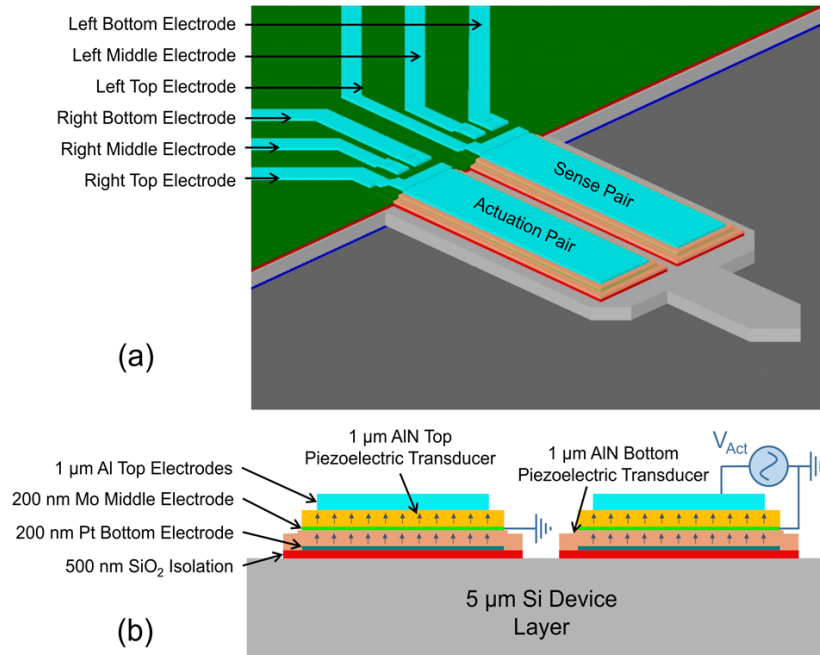 Left Bottom Electrode
Left Middle Electrode
Left Top Electrode
Right Bottom Electrode
Right Middle Electrode
Right Top Electrode
Sense Pair
Actuation Pair
(a)
1 µm AlN Top
Piezoelectric Transducer
1 µm AlN Bottom
Piezoelectric Transducer
V_Act
1 µm Al Top Electrodes
200 nm Mo Middle Electrode
200 nm Pt Bottom Electrode
500 nm SiO₂ Isolation
5 µm Si Device
Layer
(b)